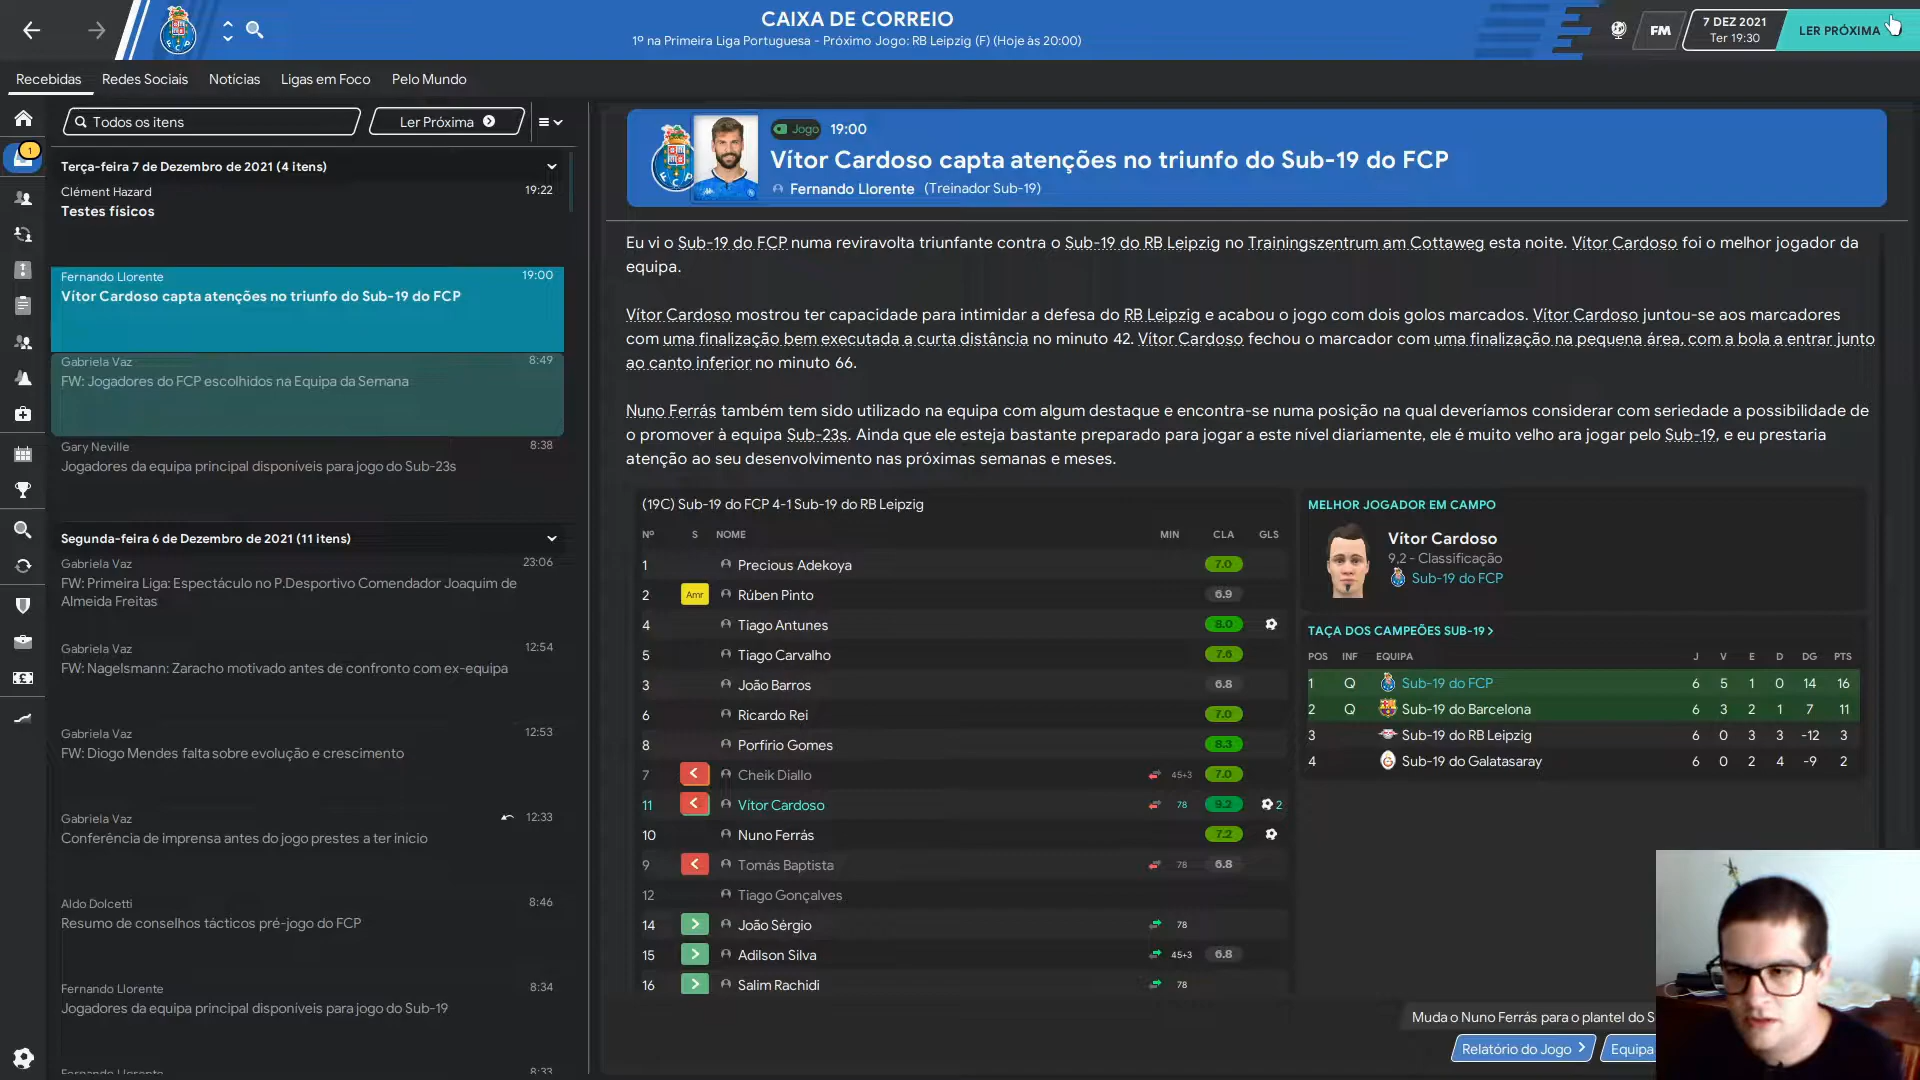 CAIXA DE CORREIO
1º na Primeira Liga Portuguesa - Próximo Jogo: RB Leipzig (F) (Hoje às 20:00)
FM
7 DEZ 2021
Ter 19:30
LER PRÓXIMA
Recebidas
Redes Sociais
Notícias
Ligas em Foco
Pelo Mundo
Todos os itens
Ler Próxima
1
Terça-feira 7 de Dezembro de 2021 (4 itens)
Clément Hazard 19:22
Testes físicos
Fernando Llorente 19:00
Vítor Cardoso capta atenções no triunfo do Sub-19 do FCP
Gabriela Vaz 8:49
FW: Jogadores do FCP escolhidos na Equipa da Semana
Gary Neville 8:38
Jogadores da equipa principal disponíveis para jogo do Sub-23s
Segunda-feira 6 de Dezembro de 2021 (11 itens)
Gabriela Vaz 23:06
FW: Primeira Liga: Espectáculo no P.Desportivo Comendador Joaquim de
Almeida Freitas
Gabriela Vaz 12:54
FW: Nagelsmann: Zaracho motivado antes de confronto com ex-equipa
Gabriela Vaz 12:53
FW: Diogo Mendes falta sobre evolução e crescimento
Gabriela Vaz 12:33
Conferência de imprensa antes do jogo prestes a ter início
Aldo Dolcetti 8:46
Resumo de conselhos tácticos pré-jogo do FCP
Fernando Llorente 8:34
Jogadores da equipa principal disponíveis para jogo do Sub-19
Fernando Llorente 8:33
Jogo 19:00
Vítor Cardoso capta atenções no triunfo do Sub-19 do FCP
Fernando Llorente (Treinador Sub-19)
Eu vi o Sub-19 do FCP numa reviravolta triunfante contra o Sub-19 do RB Leipzig no Trainingszentrum am Cottaweg esta noite. Vítor Cardoso foi o melhor jogador da
equipa.
Vítor Cardoso mostrou ter capacidade para intimidar a defesa do RB Leipzig e acabou o jogo com dois golos marcados. Vítor Cardoso juntou-se aos marcadores
com uma finalização bem executada a curta distância no minuto 42. Vítor Cardoso fechou o marcador com uma finalização na pequena área, com a bola a entrar junto
ao canto inferior no minuto 66.
Nuno Ferrás também tem sido utilizado na equipa com algum destaque e encontra-se numa posição na qual deveríamos considerar com seriedade a possibilidade de
o promover à equipa Sub-23s. Ainda que ele esteja bastante preparado para jogar a este nível diariamente, ele é muito velho ara jogar pelo Sub-19, e eu prestaria
atenção ao seu desenvolvimento nas próximas semanas e meses.
(19C) Sub-19 do FCP 4-1 Sub-19 do RB Leipzig
Nº S NOME MIN CLA GLS
1 Precious Adekoya 7.0
2 Amr Rúben Pinto 6.9
4 Tiago Antunes 8.0
5 Tiago Carvalho 7.6
3 João Barros 6.8
6 Ricardo Rei 7.0
8 Porfírio Gomes 8.3
7 Cheik Diallo 45+3 7.0
11 Vítor Cardoso 78 9.2 2
10 Nuno Ferrás 7.2
9 Tomás Baptista 78 6.8
12 Tiago Gonçalves
14 João Sérgio 78
15 Adilson Silva 45+3 6.8
16 Salim Rachidi 78
MELHOR JOGADOR EM CAMPO
Vítor Cardoso
9,2 - Classificação
Sub-19 do FCP
TAÇA DOS CAMPEÕES SUB-19 >
POS INF EQUIPA J V E D DG PTS
1 Q Sub-19 do FCP 6 5 1 0 14 16
2 Q Sub-19 do Barcelona 6 3 2 1 7 11
3 Sub-19 do RB Leipzig 6 0 3 3 -12 3
4 Sub-19 do Galatasaray 6 0 2 4 -9 2
Muda o Nuno Ferrás para o plantel do S
Relatório do Jogo >
Equipa